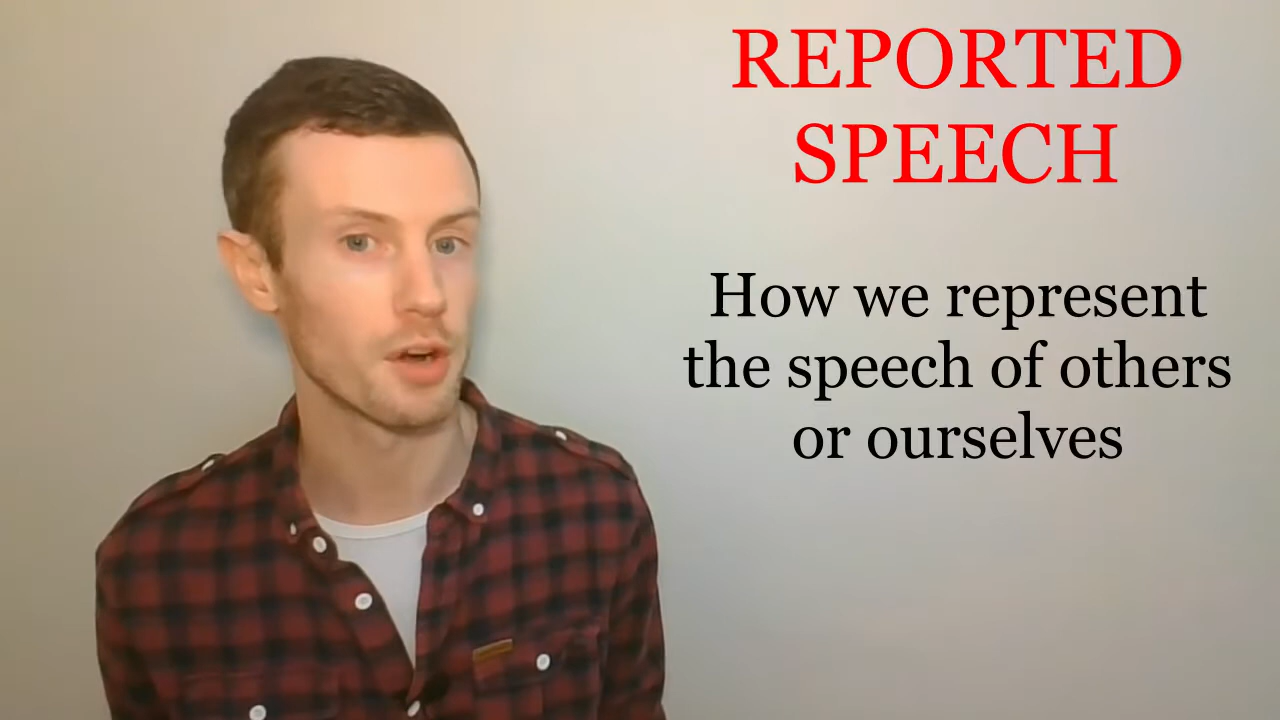 REPORTED
SPEECH
How we represent
the speech of others
or ourselves